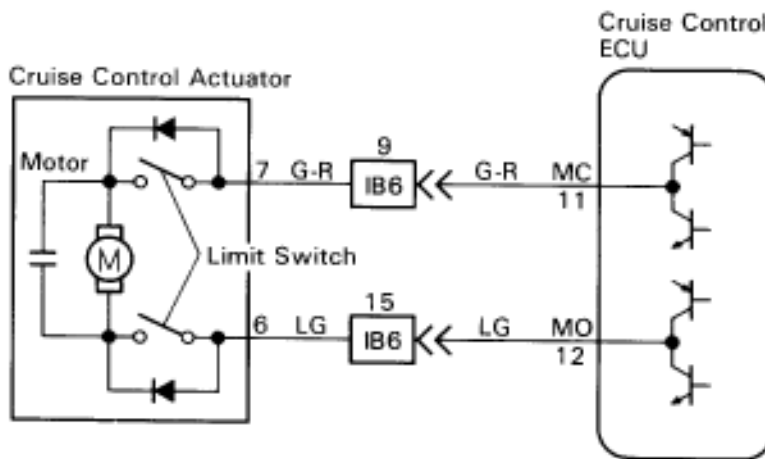 Cruise Control
ECU
Cruise Control Actuator
Motor
7 G-R
9
IB6
G-R MC
11
M
Limit Switch
6 LG
15
IB6
LG MO
12